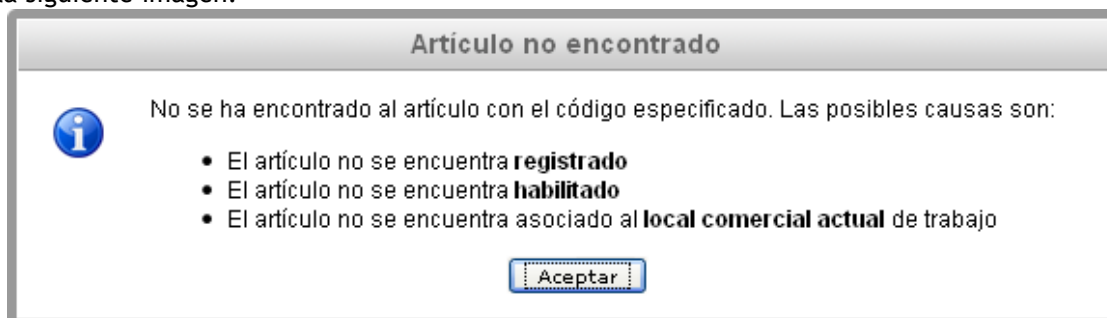 la siguiente imagen.
Artículo no encontrado
No se ha encontrado al artículo con el código especificado. Las posibles causas son:
• El artículo no se encuentra registrado
• El artículo no se encuentra habilitado
• El artículo no se encuentra asociado al local comercial actual de trabajo
Aceptar